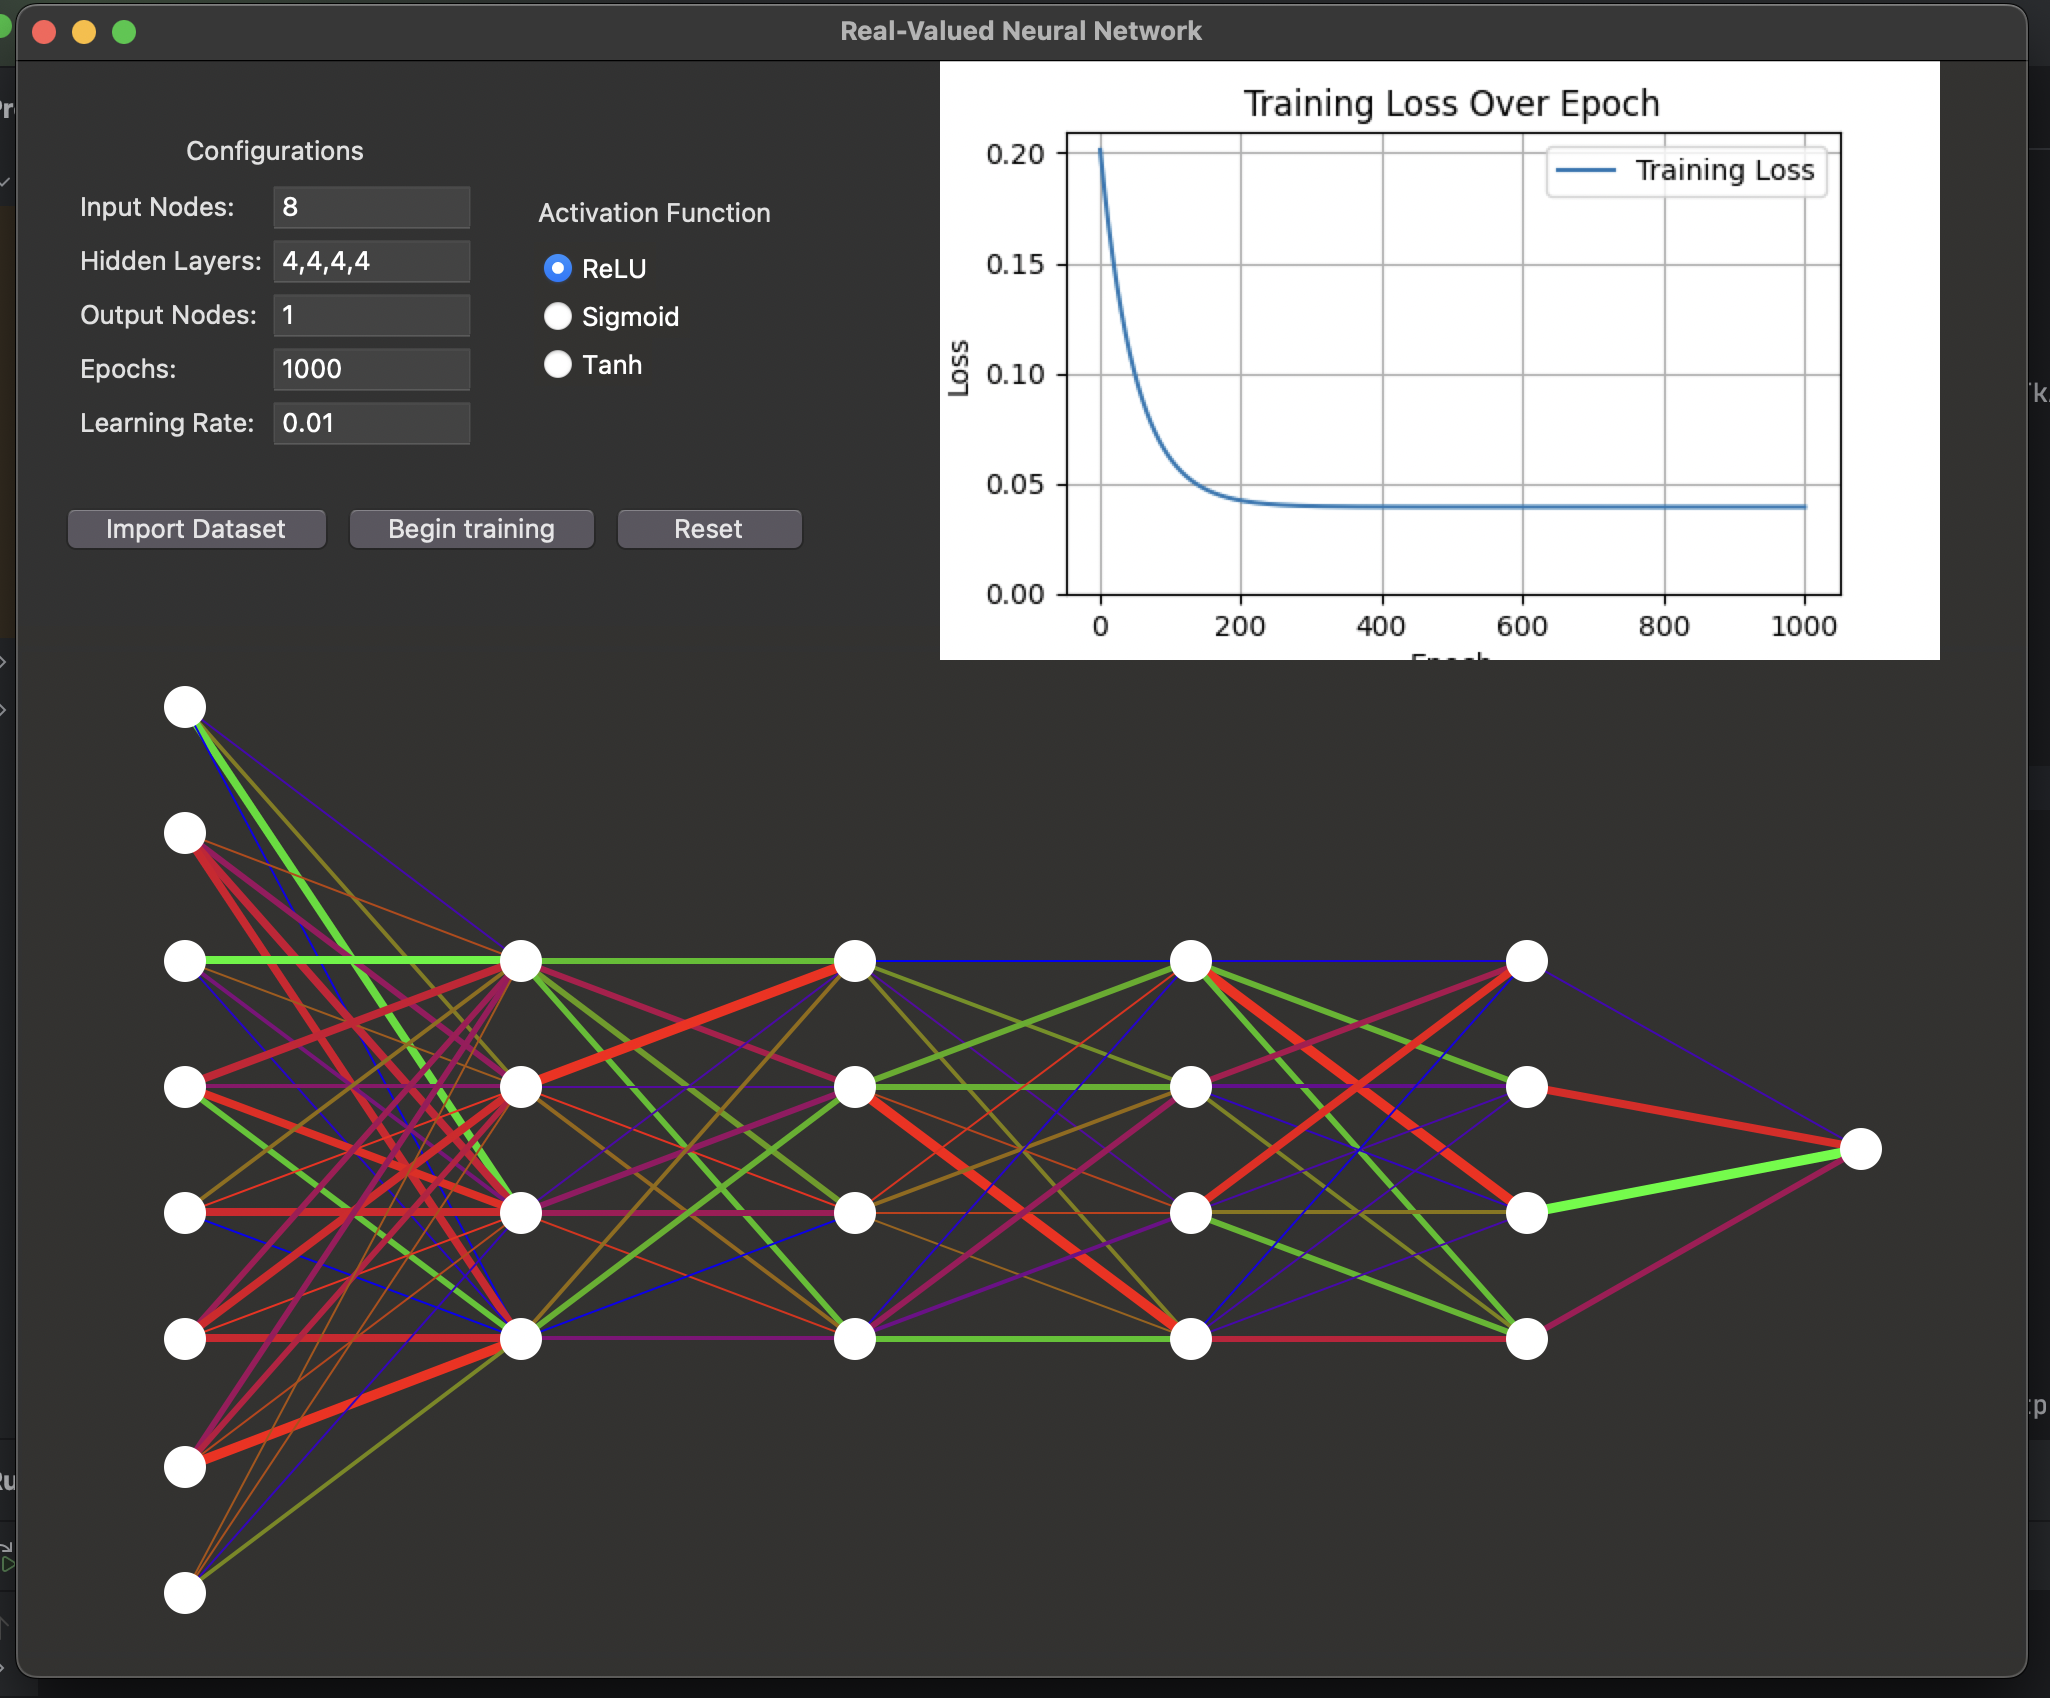 Real-Valued Neural Network
Configurations
Input Nodes: 8
Hidden Layers: 4,4,4,4
Output Nodes: 1
Epochs: 1000
Learning Rate: 0.01
Activation Function
ReLU
Sigmoid
Tanh
Import Dataset Begin training Reset
Training Loss Over Epoch
Training Loss
Loss
0.20
0.15
0.10
0.05
0.00
0 200 400 600 800 1000
Epoch